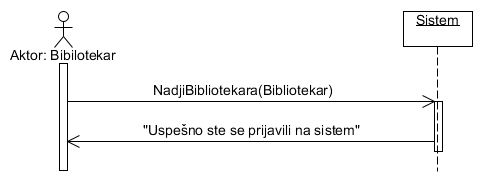 Sistem
Aktor: Bibilotekar
NadjiBibliotekara(Bibliotekar)
"Uspešno ste se prijavili na sistem"